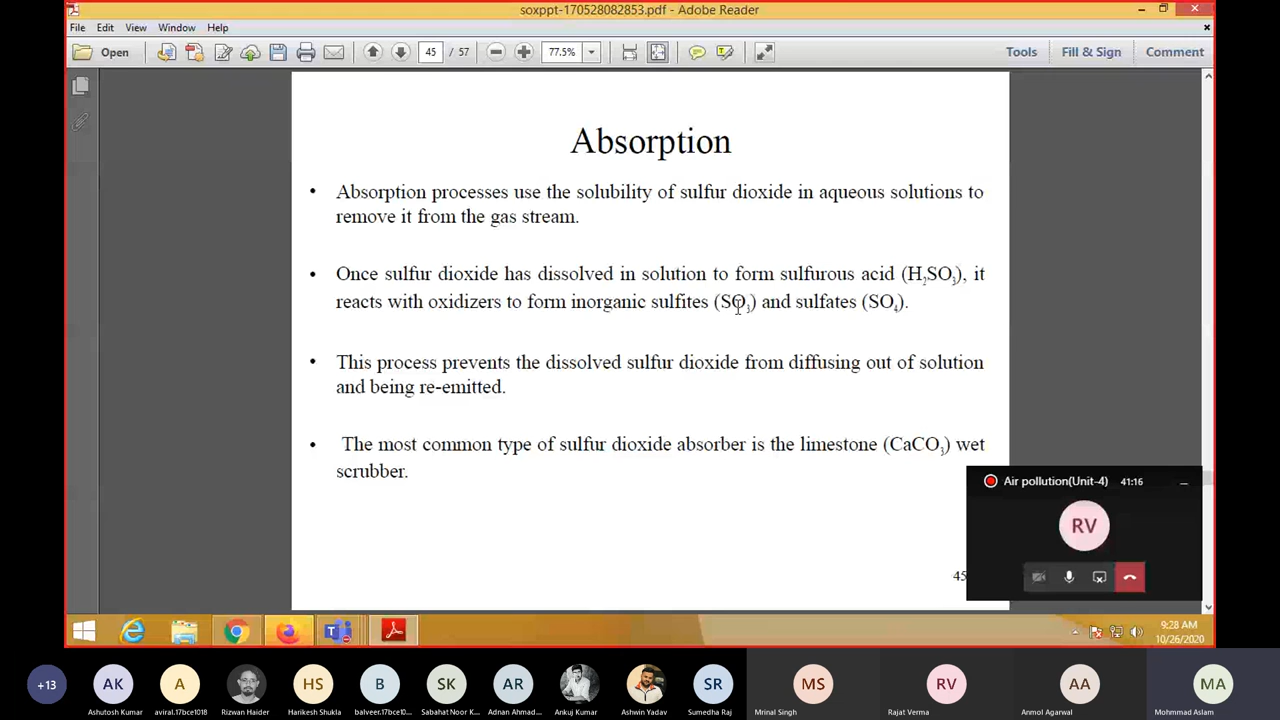 soxppt-170528082853.pdf - Adobe Reader
File Edit View Window Help
Open 45 / 57 77.5% Tools Fill & Sign Comment
Absorption
• Absorption processes use the solubility of sulfur dioxide in aqueous solutions to
remove it from the gas stream.
• Once sulfur dioxide has dissolved in solution to form sulfurous acid (H₂SO₃), it
reacts with oxidizers to form inorganic sulfites (SO₃) and sulfates (SO₄).
• This process prevents the dissolved sulfur dioxide from diffusing out of solution
and being re-emitted.
• The most common type of sulfur dioxide absorber is the limestone (CaCO₃) wet
scrubber.
Air pollution(Unit-4) 41:16
RV
45
9:28 AM
10/26/2020
+13 AK A HS B SK AR SR MS RV AA MA
Ashutosh Kumar aviral.17bce1018 Rizwan Haider Harikesh Shukla balveer.17bce10... Sabahat Noor K... Adnan Ahmad... Ankuj Kumar Ashwin Yadav Sumedha Raj Mrinal Singh Rajat Verma Anmol Agarwal Mohmmad Aslam